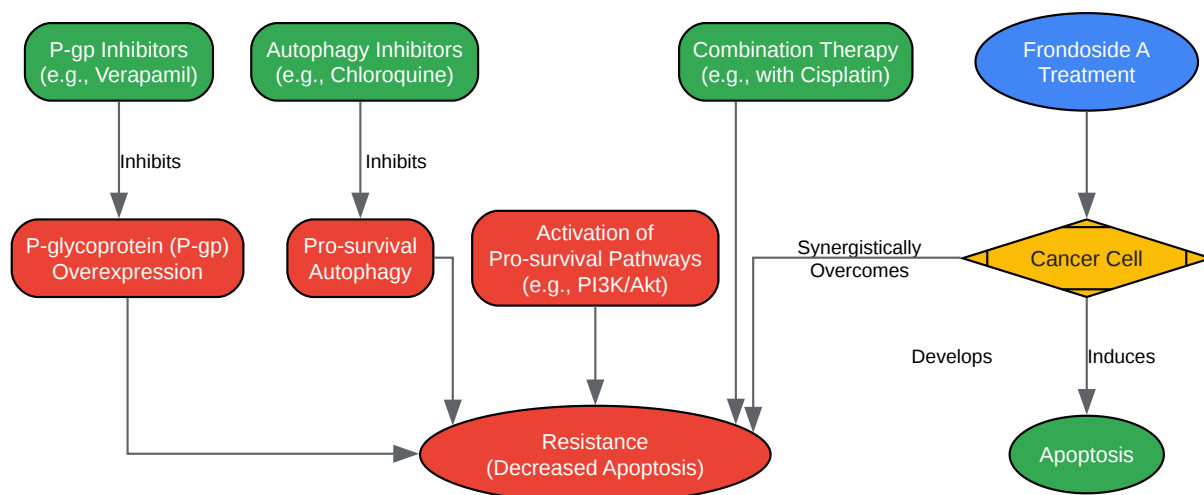 P-gp Inhibitors
(e.g., Verapamil)
Autophagy Inhibitors
(e.g., Chloroquine)
Combination Therapy
(e.g., with Cisplatin)
Frondoside A
Treatment
Inhibits
Inhibits
P-glycoprotein (P-gp)
Overexpression
Pro-survival
Autophagy
Activation of
Pro-survival Pathways
(e.g., PI3K/Akt)
Synergistically
Overcomes
Cancer Cell
Develops
Induces
Resistance
(Decreased Apoptosis)
Apoptosis